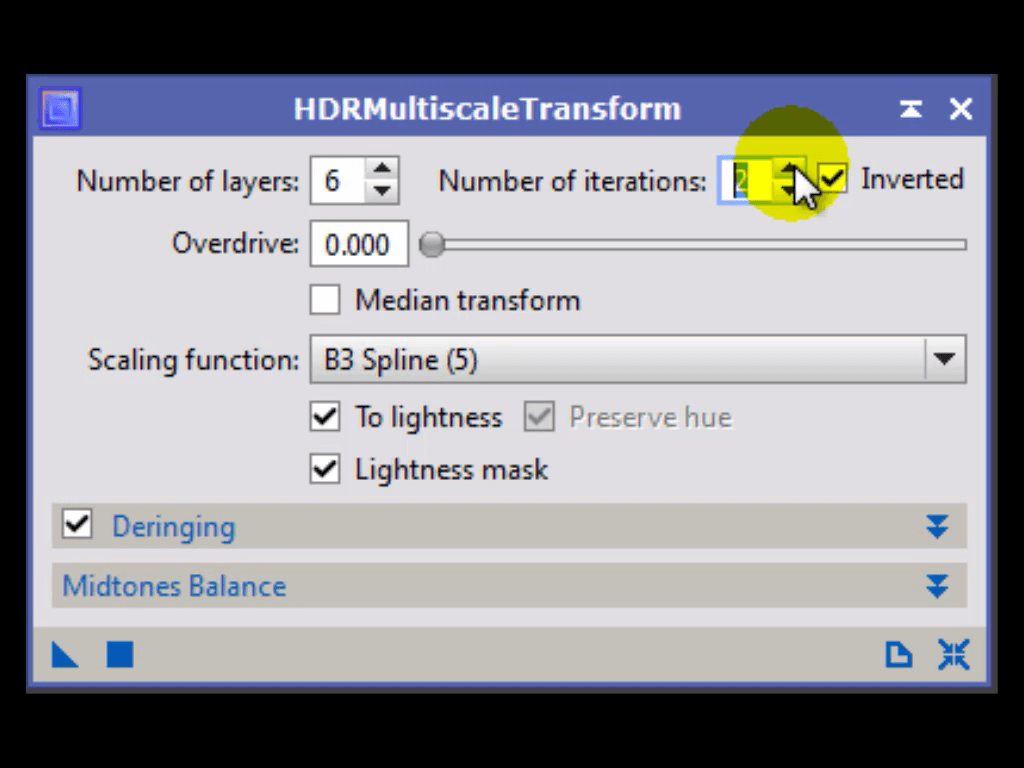 HDRMultiscaleTransform
Number of layers: 6 Number of iterations: 2 Inverted
Overdrive: 0.000
Median transform
Scaling function: B3 Spline (5)
To lightness Preserve hue
Lightness mask
Deringing
Midtones Balance